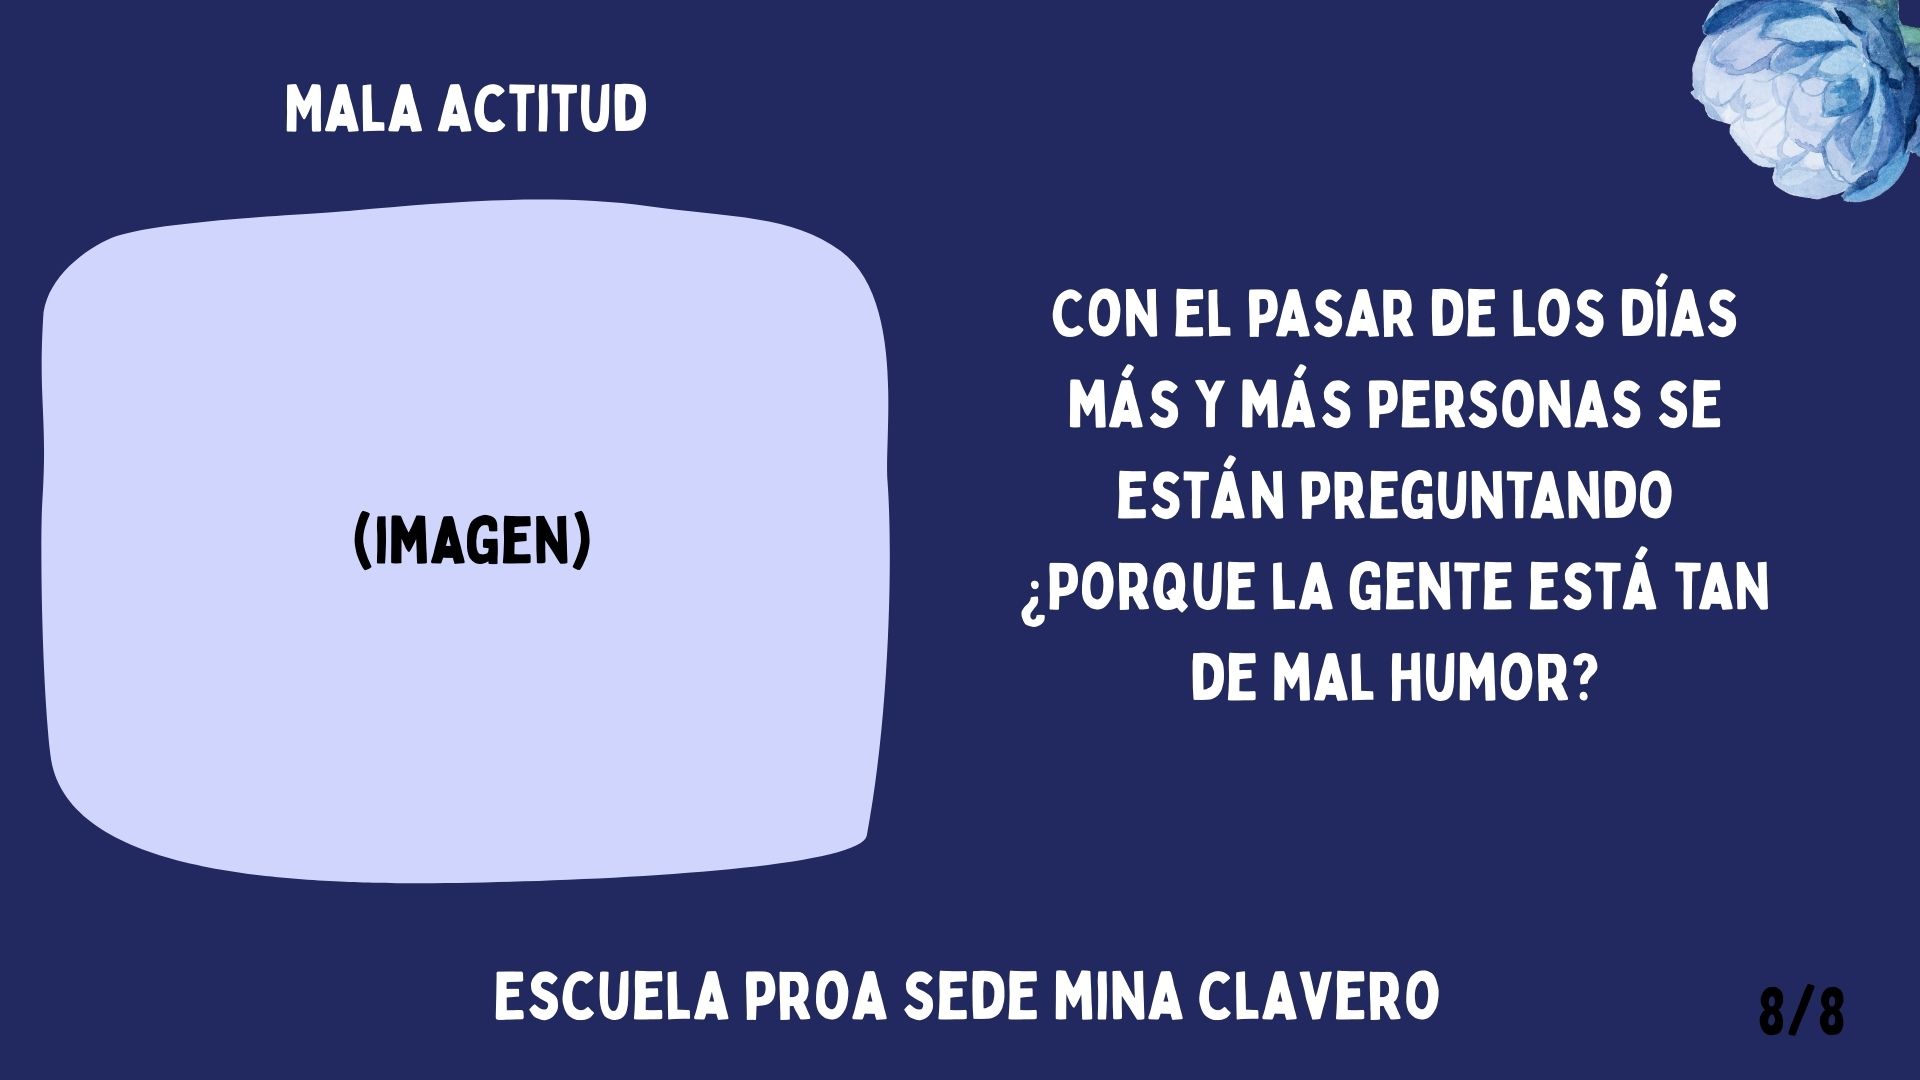 MALA ACTITUD
(IMAGEN)
CON EL PASAR DE LOS DÍAS
MÁS Y MÁS PERSONAS SE
ESTÁN PREGUNTANDO
¿PORQUE LA GENTE ESTÁ TAN
DE MAL HUMOR?
ESCUELA PROA SEDE MINA CLAVERO
8/8